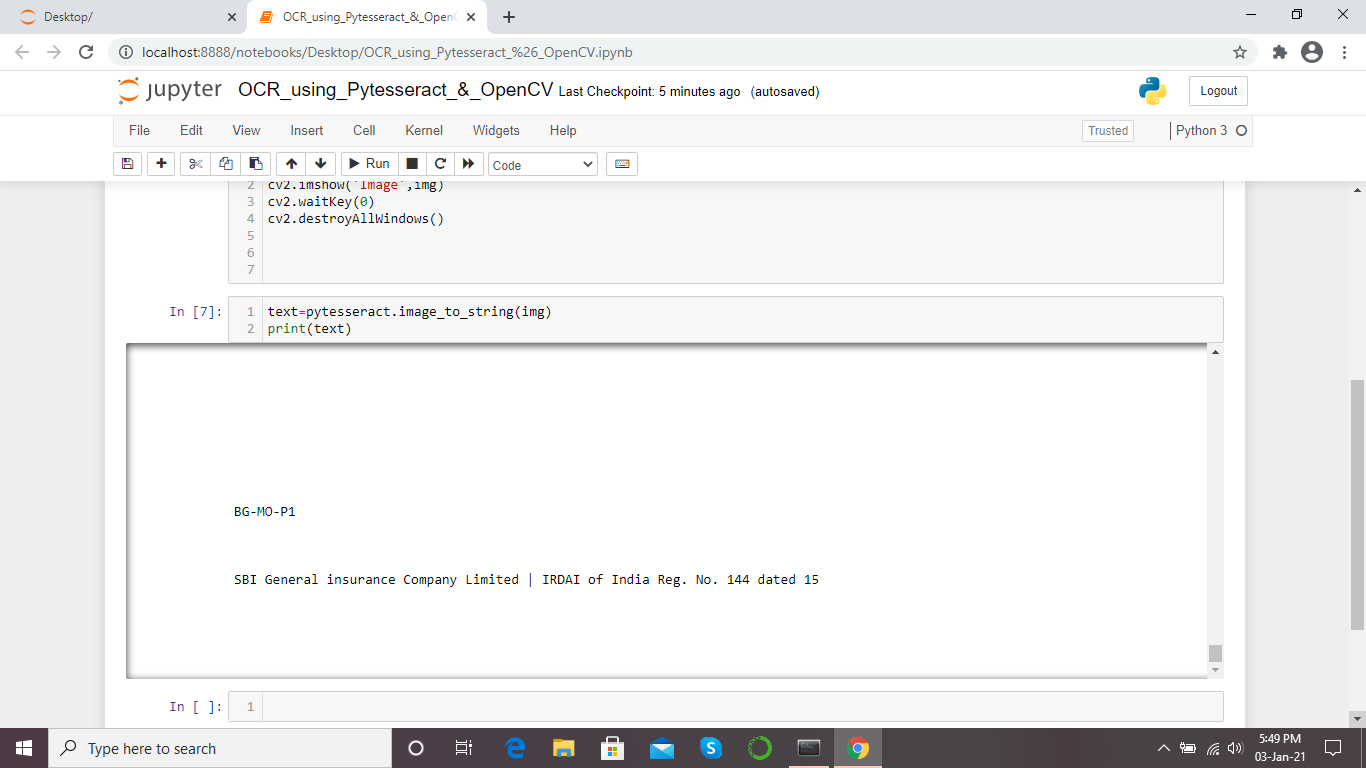 Desktop/
OCR_using_Pytesseract_&_OpenC
localhost:8888/notebooks/Desktop/OCR_using_Pytesseract_%26_OpenCV.ipynb
jupyter OCR_using_Pytesseract_&_OpenCV Last Checkpoint: 5 minutes ago (autosaved)
Logout
File Edit View Insert Cell Kernel Widgets Help
Trusted Python 3
Run Code
2 cv2.imshow('Image',img)
3 cv2.waitKey(0)
4 cv2.destroyAllWindows()
5
6
7
In [7]: 1 text=pytesseract.image_to_string(img)
2 print(text)
BG-MO-P1
SBI General insurance Company Limited | IRDAI of India Reg. No. 144 dated 15
In [ ]: 1
Type here to search
5:49 PM
03-Jan-21